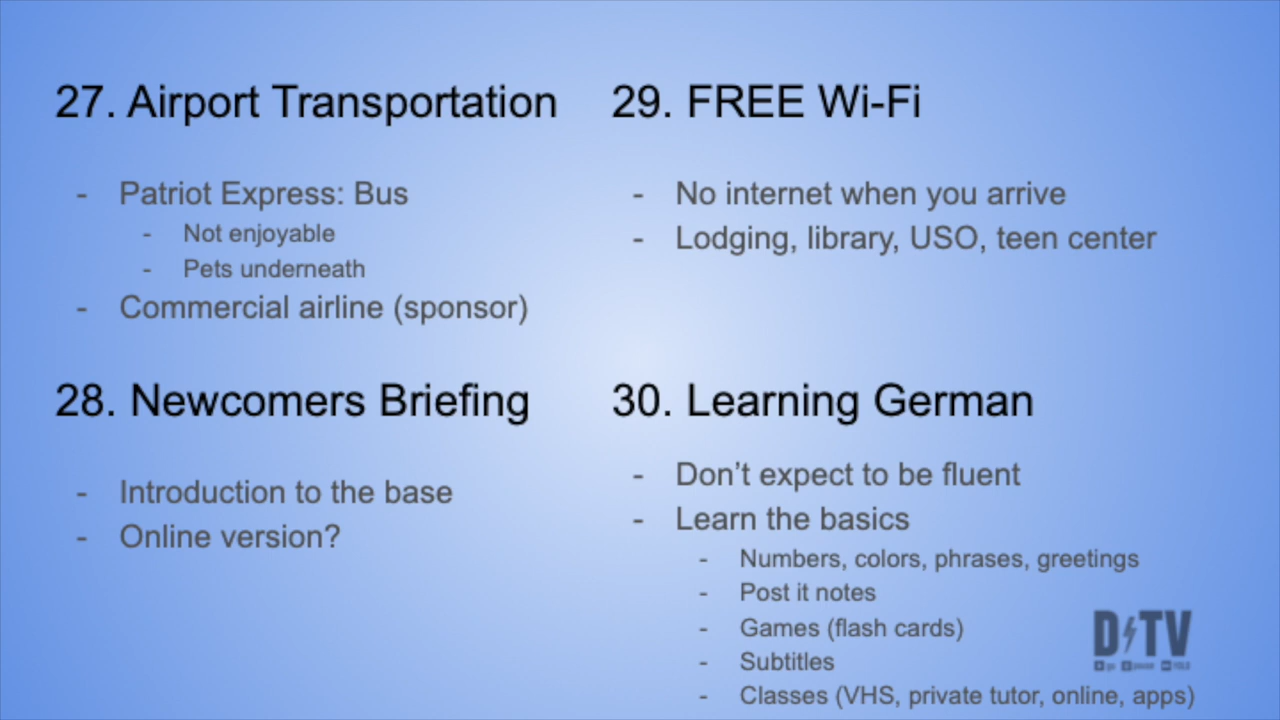 27. Airport Transportation
- Patriot Express: Bus
- Not enjoyable
- Pets underneath
- Commercial airline (sponsor)
28. Newcomers Briefing
- Introduction to the base
- Online version?
29. FREE Wi-Fi
- No internet when you arrive
- Lodging, library, USO, teen center
30. Learning German
- Don’t expect to be fluent
- Learn the basics
- Numbers, colors, phrases, greetings
- Post it notes
- Games (flash cards)
- Subtitles
- Classes (VHS, private tutor, online, apps)
D TV